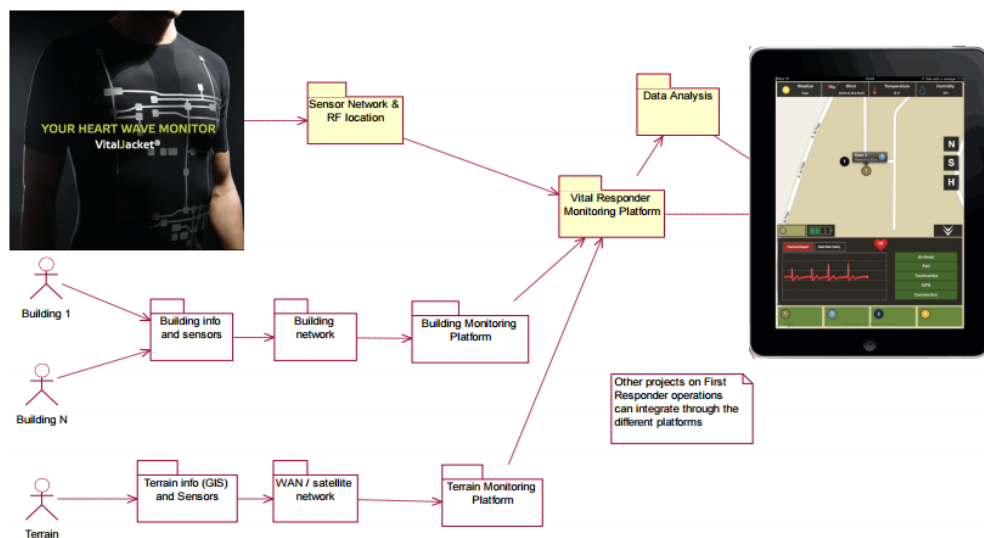 YOUR HEART WAVE MONITOR
VitalJacket®
Sensor Network &
RF location
Data Analysis
Vital Responder
Monitoring Platform
Weather
Wind
Temperature
Humidity
N
S
H
Archive
Fall
Tachycardia
GPS
Connection
Building 1
Building N
Building info
and sensors
Building
network
Building Monitoring
Platform
Other projects on First
Responder operations
can integrate through the
different platforms
Terrain
Terrain info (GIS)
and Sensors
WAN / satellite
network
Terrain Monitoring
Platform